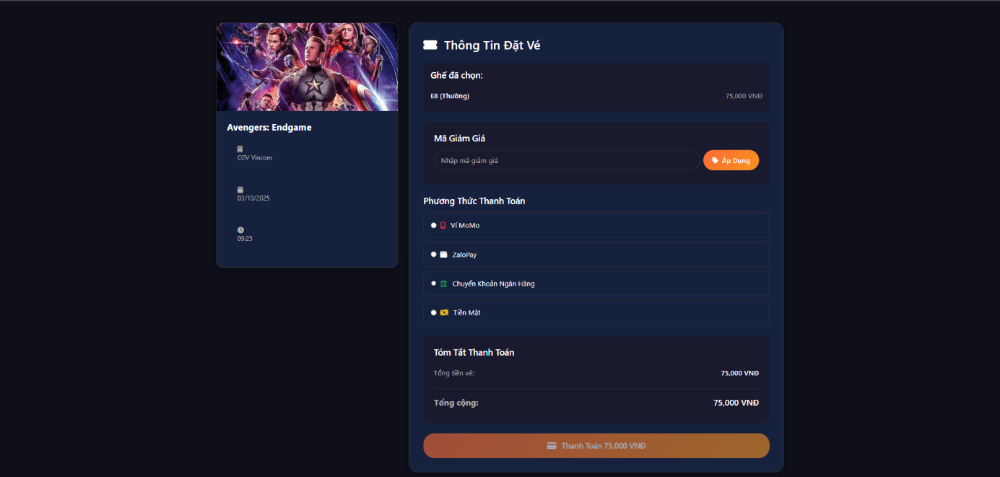 Avengers: Endgame
CGV Vincom
03/10/2025
09:25
Thông Tin Đặt Vé
Ghế đã chọn:
E8 (Thường) 75,000 VNĐ
Mã Giảm Giá
Nhập mã giảm giá Áp Dụng
Phương Thức Thanh Toán
Ví MoMo
ZaloPay
Chuyển Khoản Ngân Hàng
Tiền Mặt
Tóm Tắt Thanh Toán
Tổng tiền vé: 75,000 VNĐ
Tổng cộng: 75,000 VNĐ
Thanh Toán 75,000 VNĐ